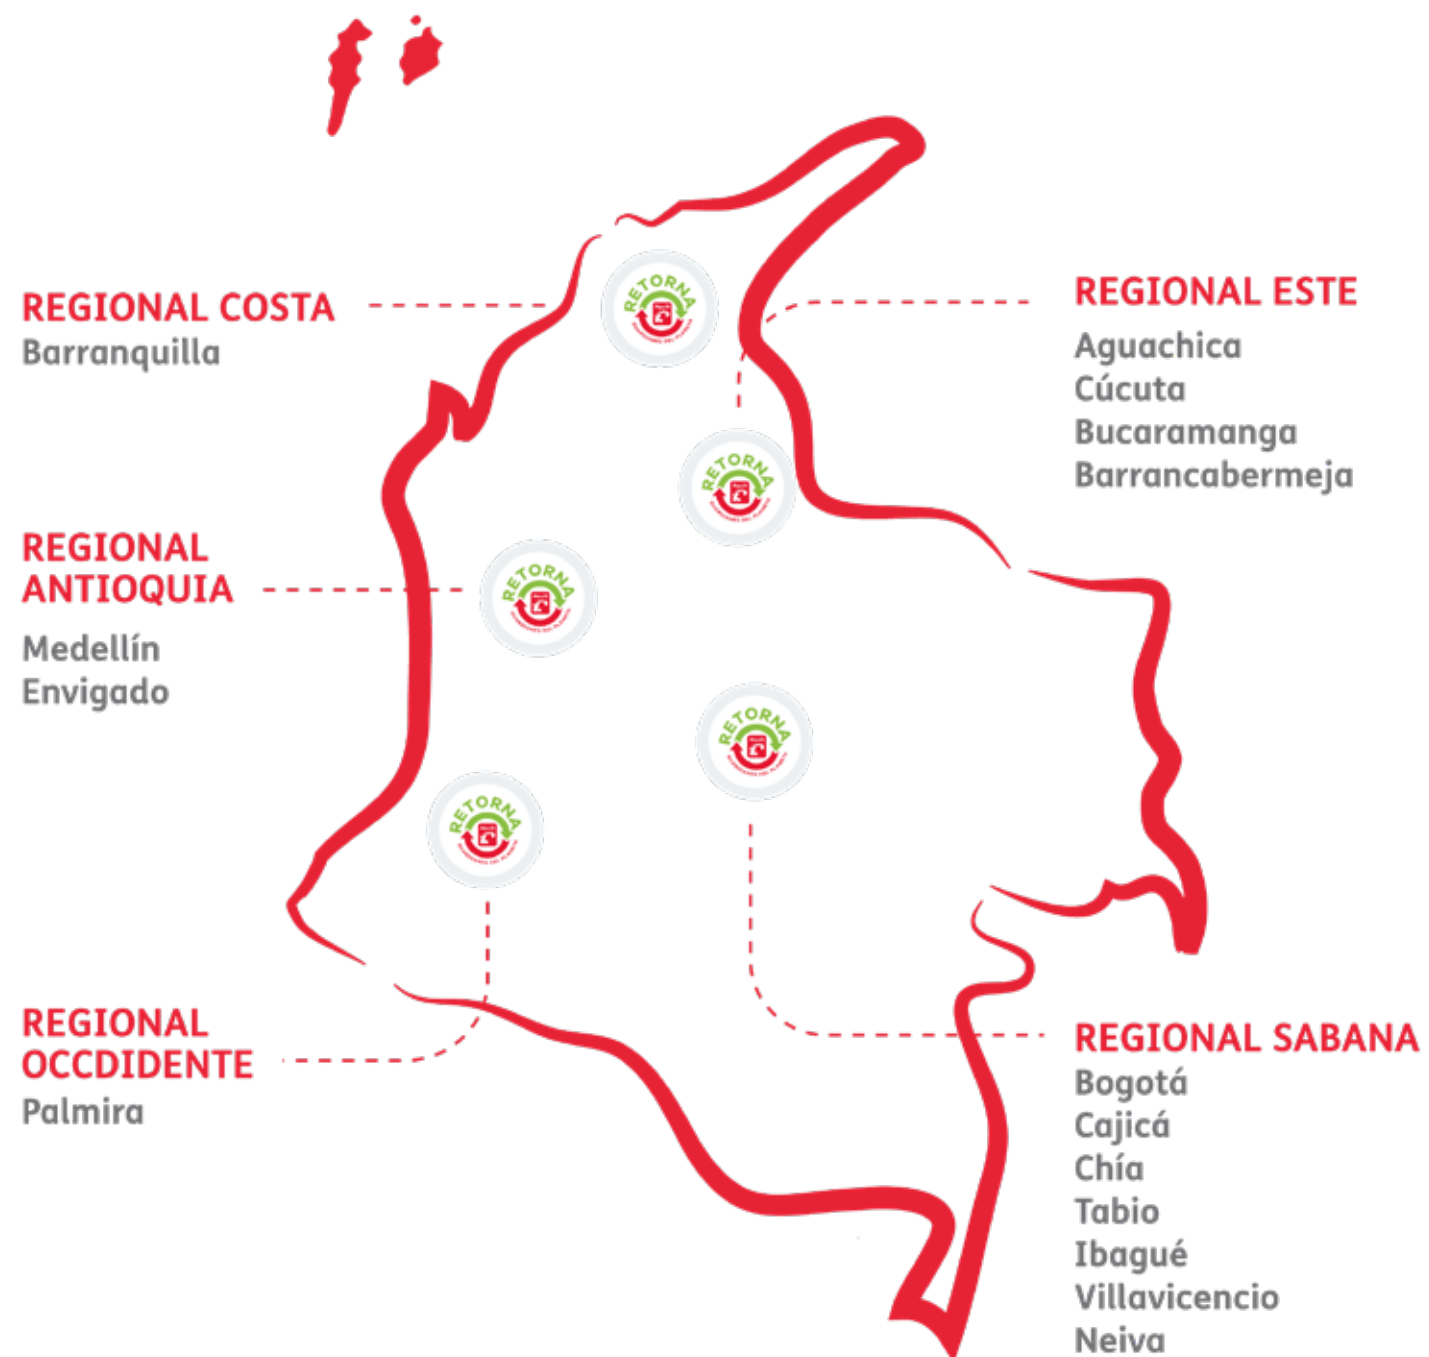 REGIONAL COSTA
Barranquilla
REGIONAL
ANTIOQUIA
Medellín
Envigado
REGIONAL
OCCDIDENTE
Palmira
REGIONAL ESTE
Aguachica
Cúcuta
Bucaramanga
Barrancabermeja
REGIONAL SABANA
Bogotá
Cajicá
Chía
Tabio
Ibagué
Villavicencio
Neiva
RETORNA
RETORNA
RETORNA
RETORNA
RETORNA